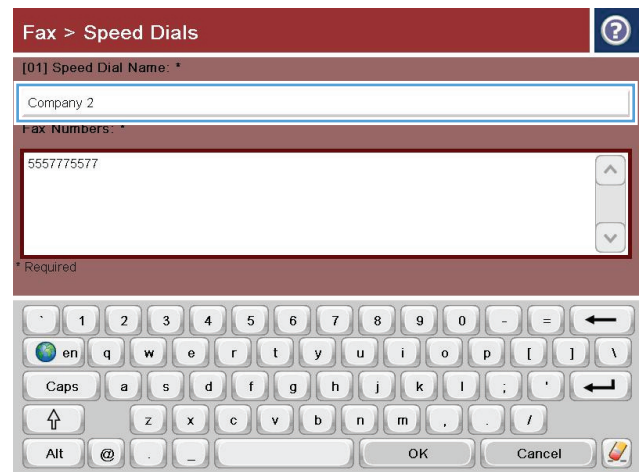 Fax > Speed Dials
[01] Speed Dial Name: *
Company 2
Fax Numbers: *
5557775577
* Required
` 1 2 3 4 5 6 7 8 9 0 - =
en q w e r t y u i o p [ ] \
Caps a s d f g h j k l ; '
z x c v b n m , . /
Alt @ . _ OK Cancel